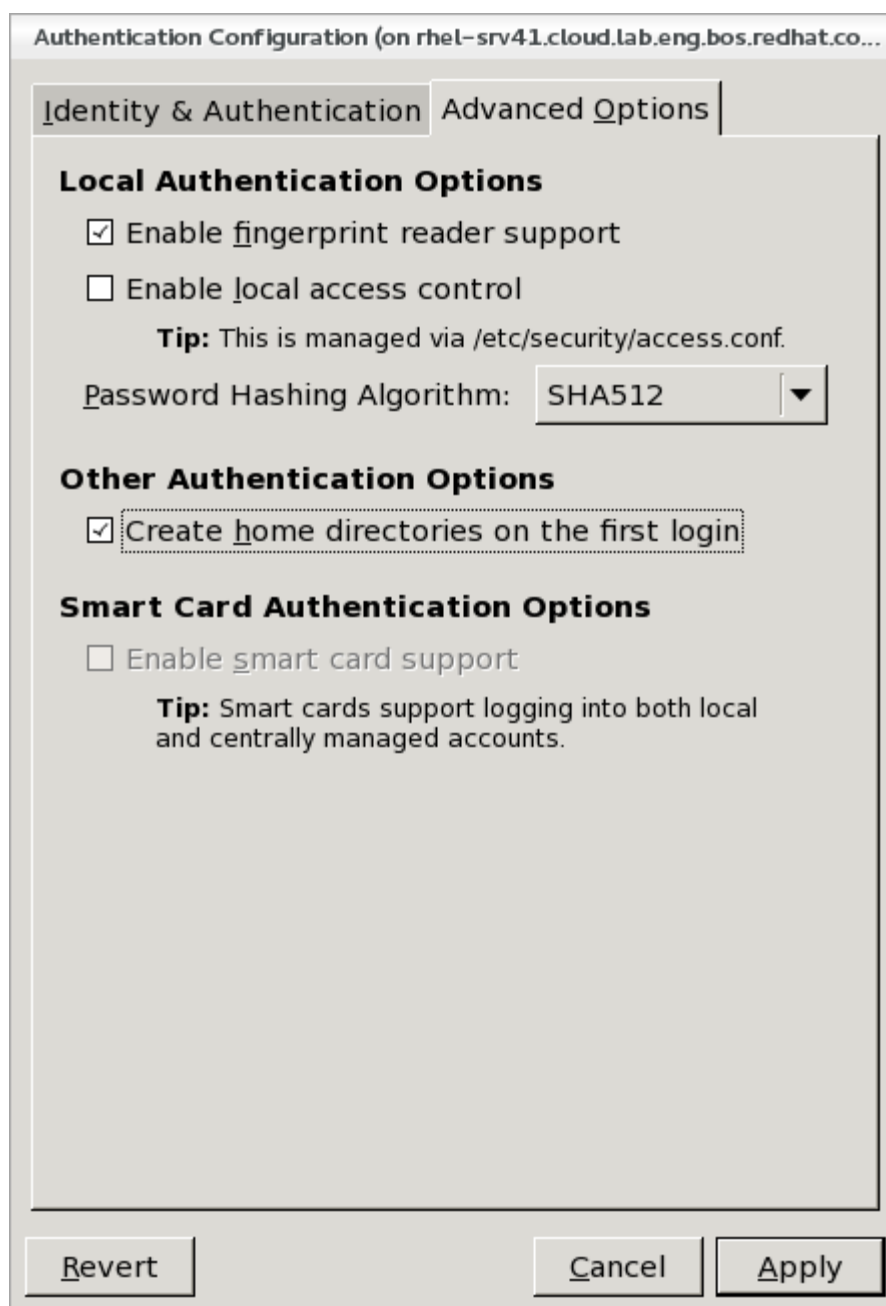 Authentication Configuration (on rhel-srv41.cloud.lab.eng.bos.redhat.co...
Identity & Authentication Advanced Options
Local Authentication Options
Enable fingerprint reader support
Enable local access control
Tip: This is managed via /etc/security/access.conf.
Password Hashing Algorithm: SHA512
Other Authentication Options
Create home directories on the first login
Smart Card Authentication Options
Enable smart card support
Tip: Smart cards support logging into both local
and centrally managed accounts.
Revert Cancel Apply